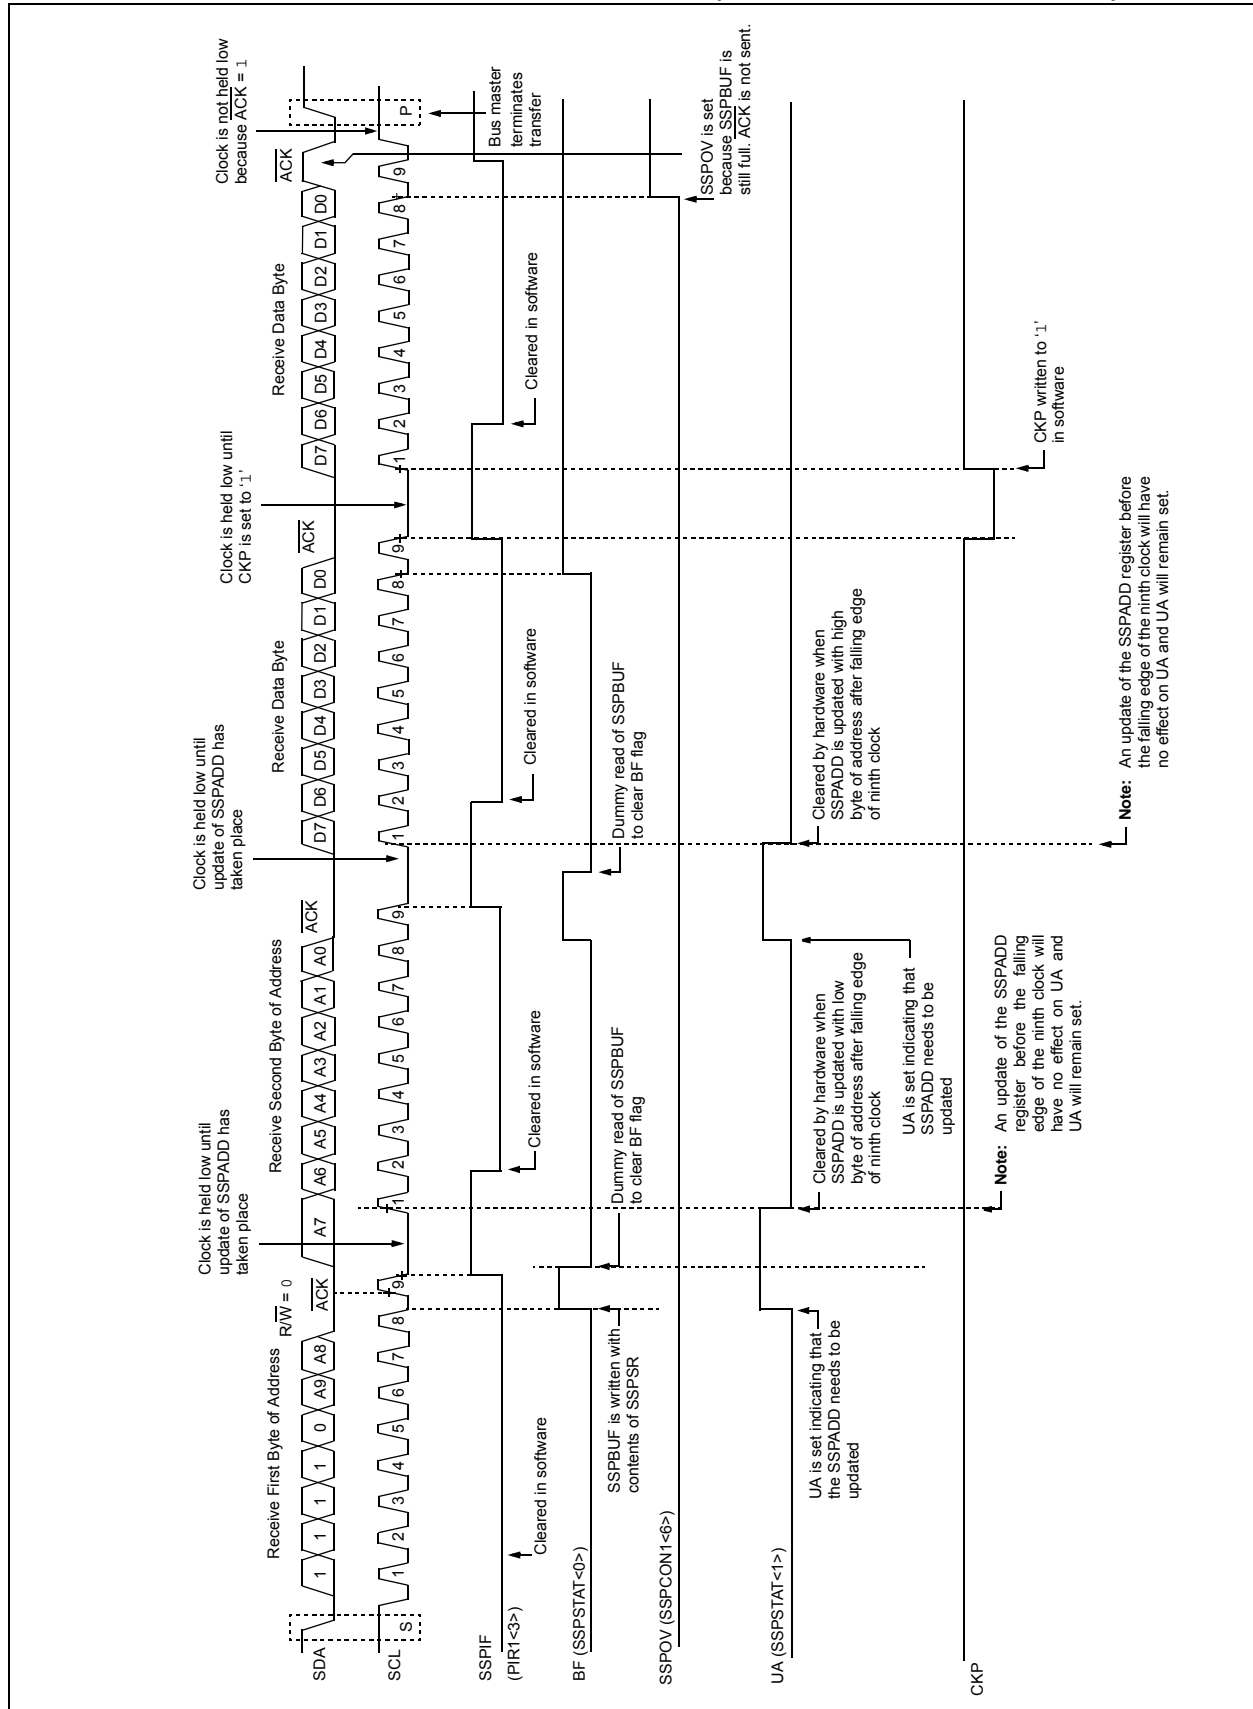 Receive First Byte of Address
R/W = 0
ACK
Clock is held low until
update of SSPADD has
taken place
Receive Second Byte of Address
ACK
Clock is held low until
update of SSPADD has
taken place
Receive Data Byte
ACK
Clock is held low until
CKP is set to ‘1’
Receive Data Byte
ACK
Clock is not held low
because ACK = 1
SDA
1 1 1 1 0 A9 A8
A7 A6 A5 A4 A3 A2 A1 A0
D7 D6 D5 D4 D3 D2 D1 D0
D7 D6 D5 D4 D3 D2 D1 D0
SCL
S
1 2 3 4 5 6 7 8 9
1 2 3 4 5 6 7 8 9
1 2 3 4 5 6 7 8 9
1 2 3 4 5 6 7 8 9
P
Bus master
terminates
transfer
SSPIF
(PIR1<3>)
Cleared in software
Cleared in software
Cleared in software
Cleared in software
BF (SSPSTAT<0>)
SSPBUF is written with
contents of SSPSR
Dummy read of SSPBUF
to clear BF flag
Dummy read of SSPBUF
to clear BF flag
SSPOV (SSPCON1<6>)
SSPOV is set
because SSPBUF is
still full. ACK is not sent.
UA (SSPSTAT<1>)
UA is set indicating that
the SSPADD needs to be
updated
Cleared by hardware when
SSPADD is updated with low
byte of address after falling edge
of ninth clock
UA is set indicating that
SSPADD needs to be
updated
Cleared by hardware when
SSPADD is updated with high
byte of address after falling edge
of ninth clock
CKP
Note: An update of the SSPADD
register before the falling
edge of the ninth clock will
have no effect on UA and
UA will remain set.
CKP written to ‘1’
in software
Note: An update of the SSPADD register before
the falling edge of the ninth clock will have
no effect on UA and UA will remain set.